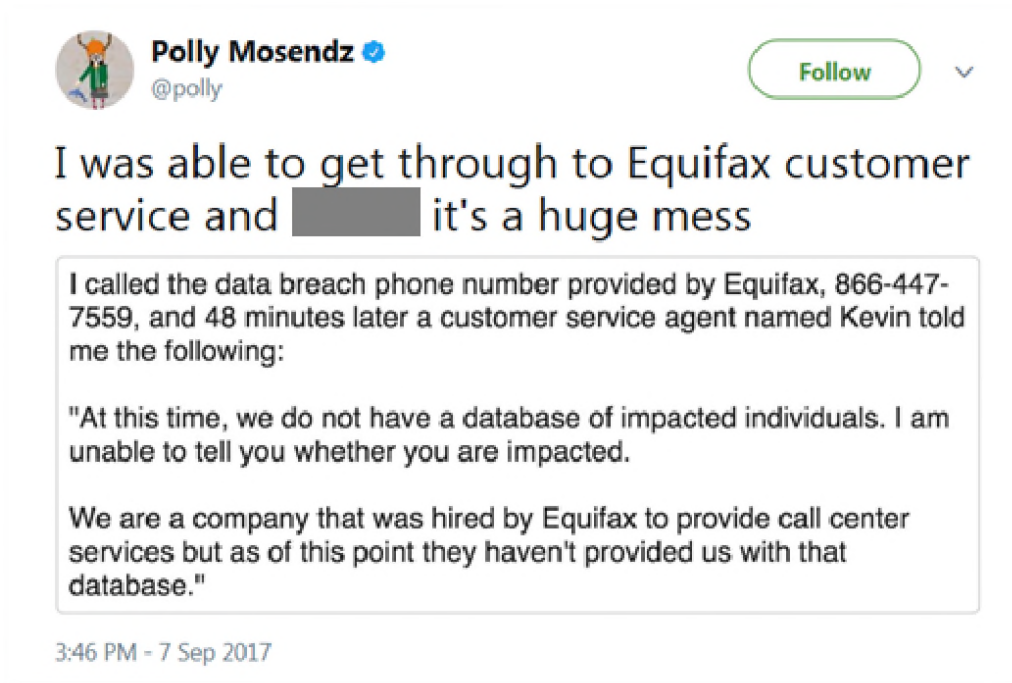 Polly Mosendz
@polly
Follow
I was able to get through to Equifax customer
service and it's a huge mess
I called the data breach phone number provided by Equifax, 866-447-
7559, and 48 minutes later a customer service agent named Kevin told
me the following:
"At this time, we do not have a database of impacted individuals. I am
unable to tell you whether you are impacted.
We are a company that was hired by Equifax to provide call center
services but as of this point they haven't provided us with that
database."
3:46 PM - 7 Sep 2017